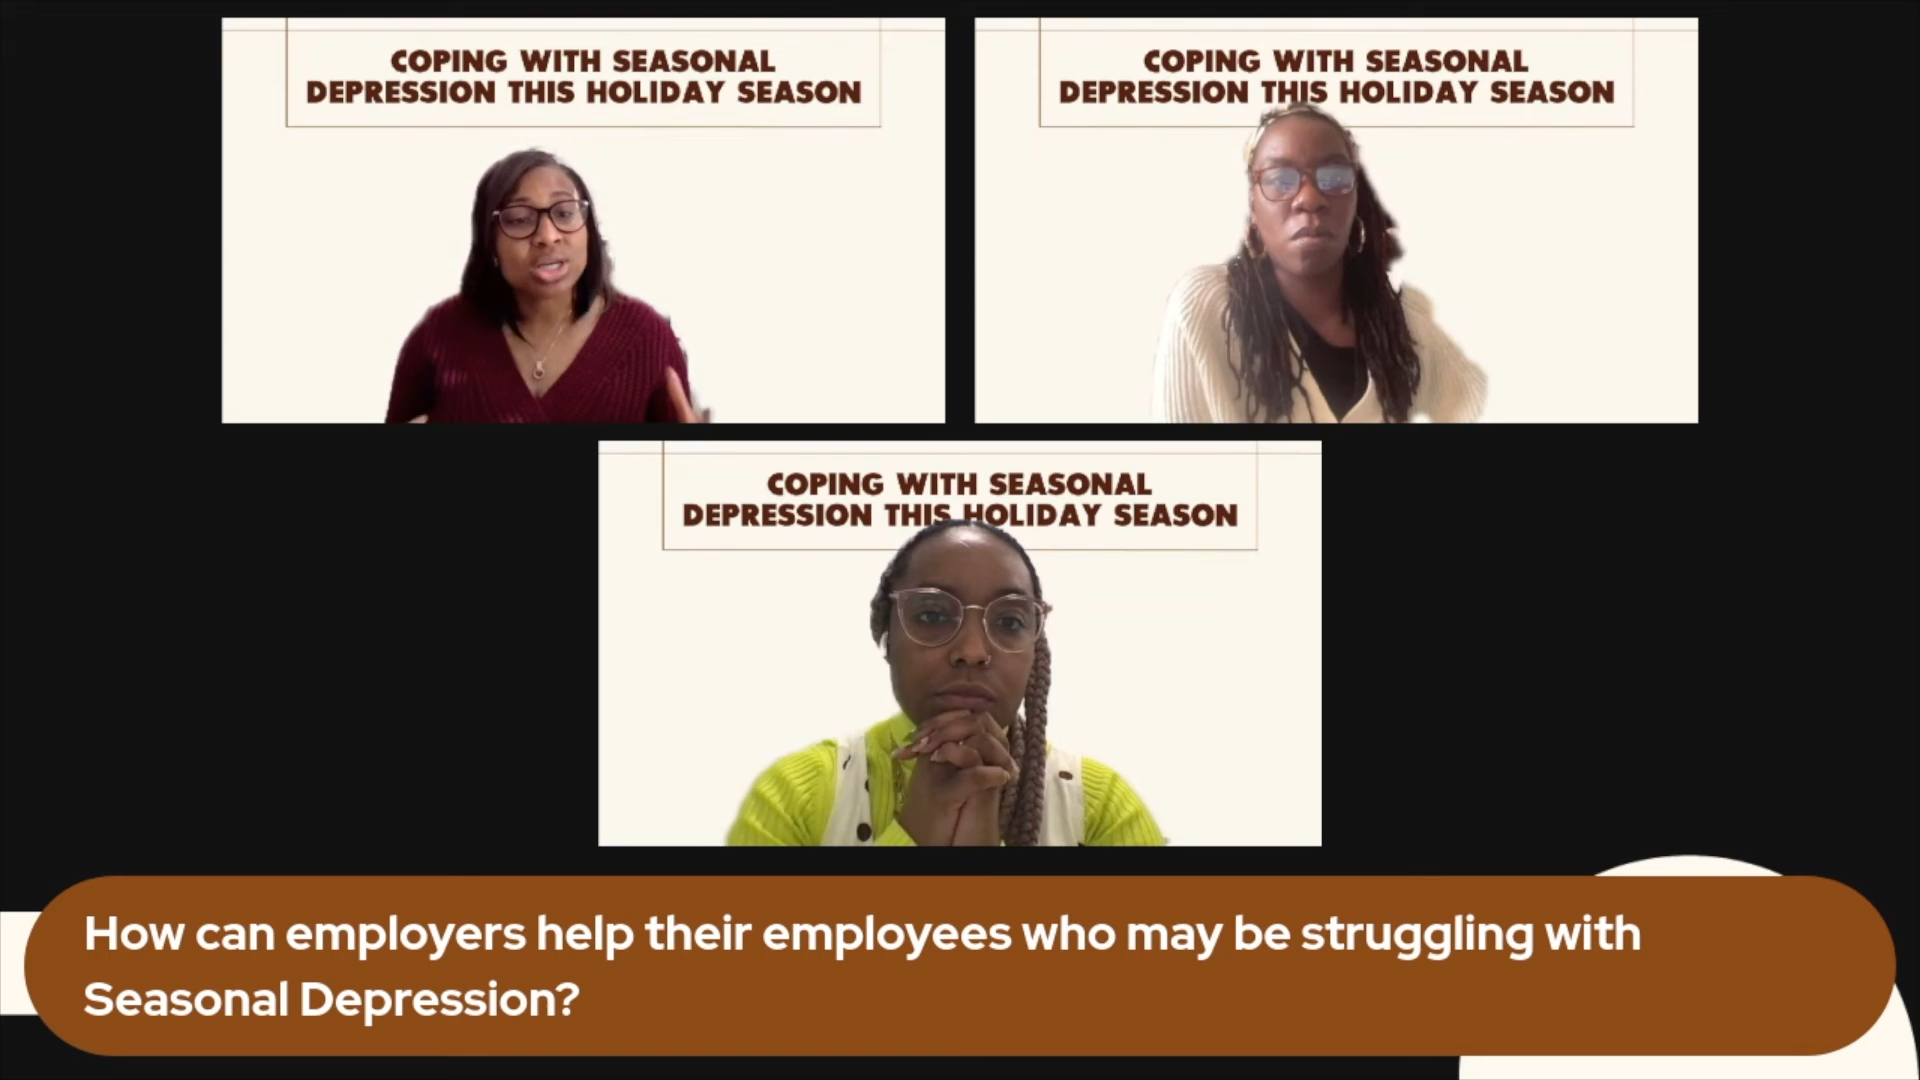 COPING WITH SEASONAL
DEPRESSION THIS HOLIDAY SEASON
COPING WITH SEASONAL
DEPRESSION THIS HOLIDAY SEASON
COPING WITH SEASONAL
DEPRESSION THIS HOLIDAY SEASON
How can employers help their employees who may be struggling with
Seasonal Depression?